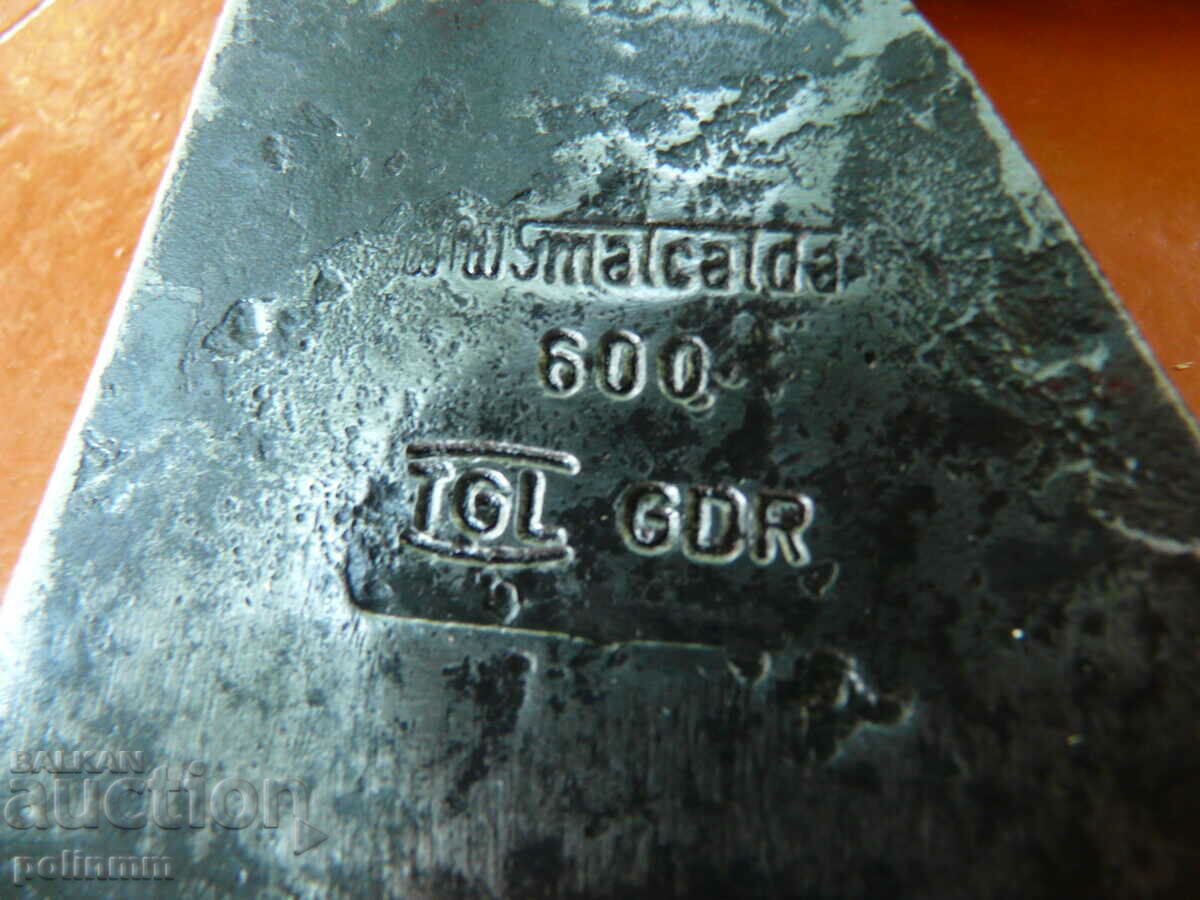 Smalcalda
600
TGL GDR
BALKAN
auction
polinmm